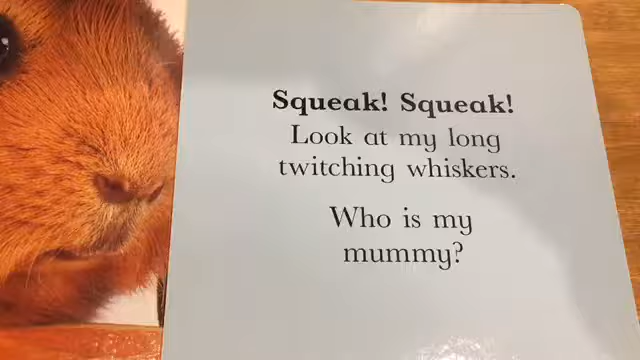 Squeak! Squeak!
Look at my long
twitching whiskers.
Who is my
mummy?